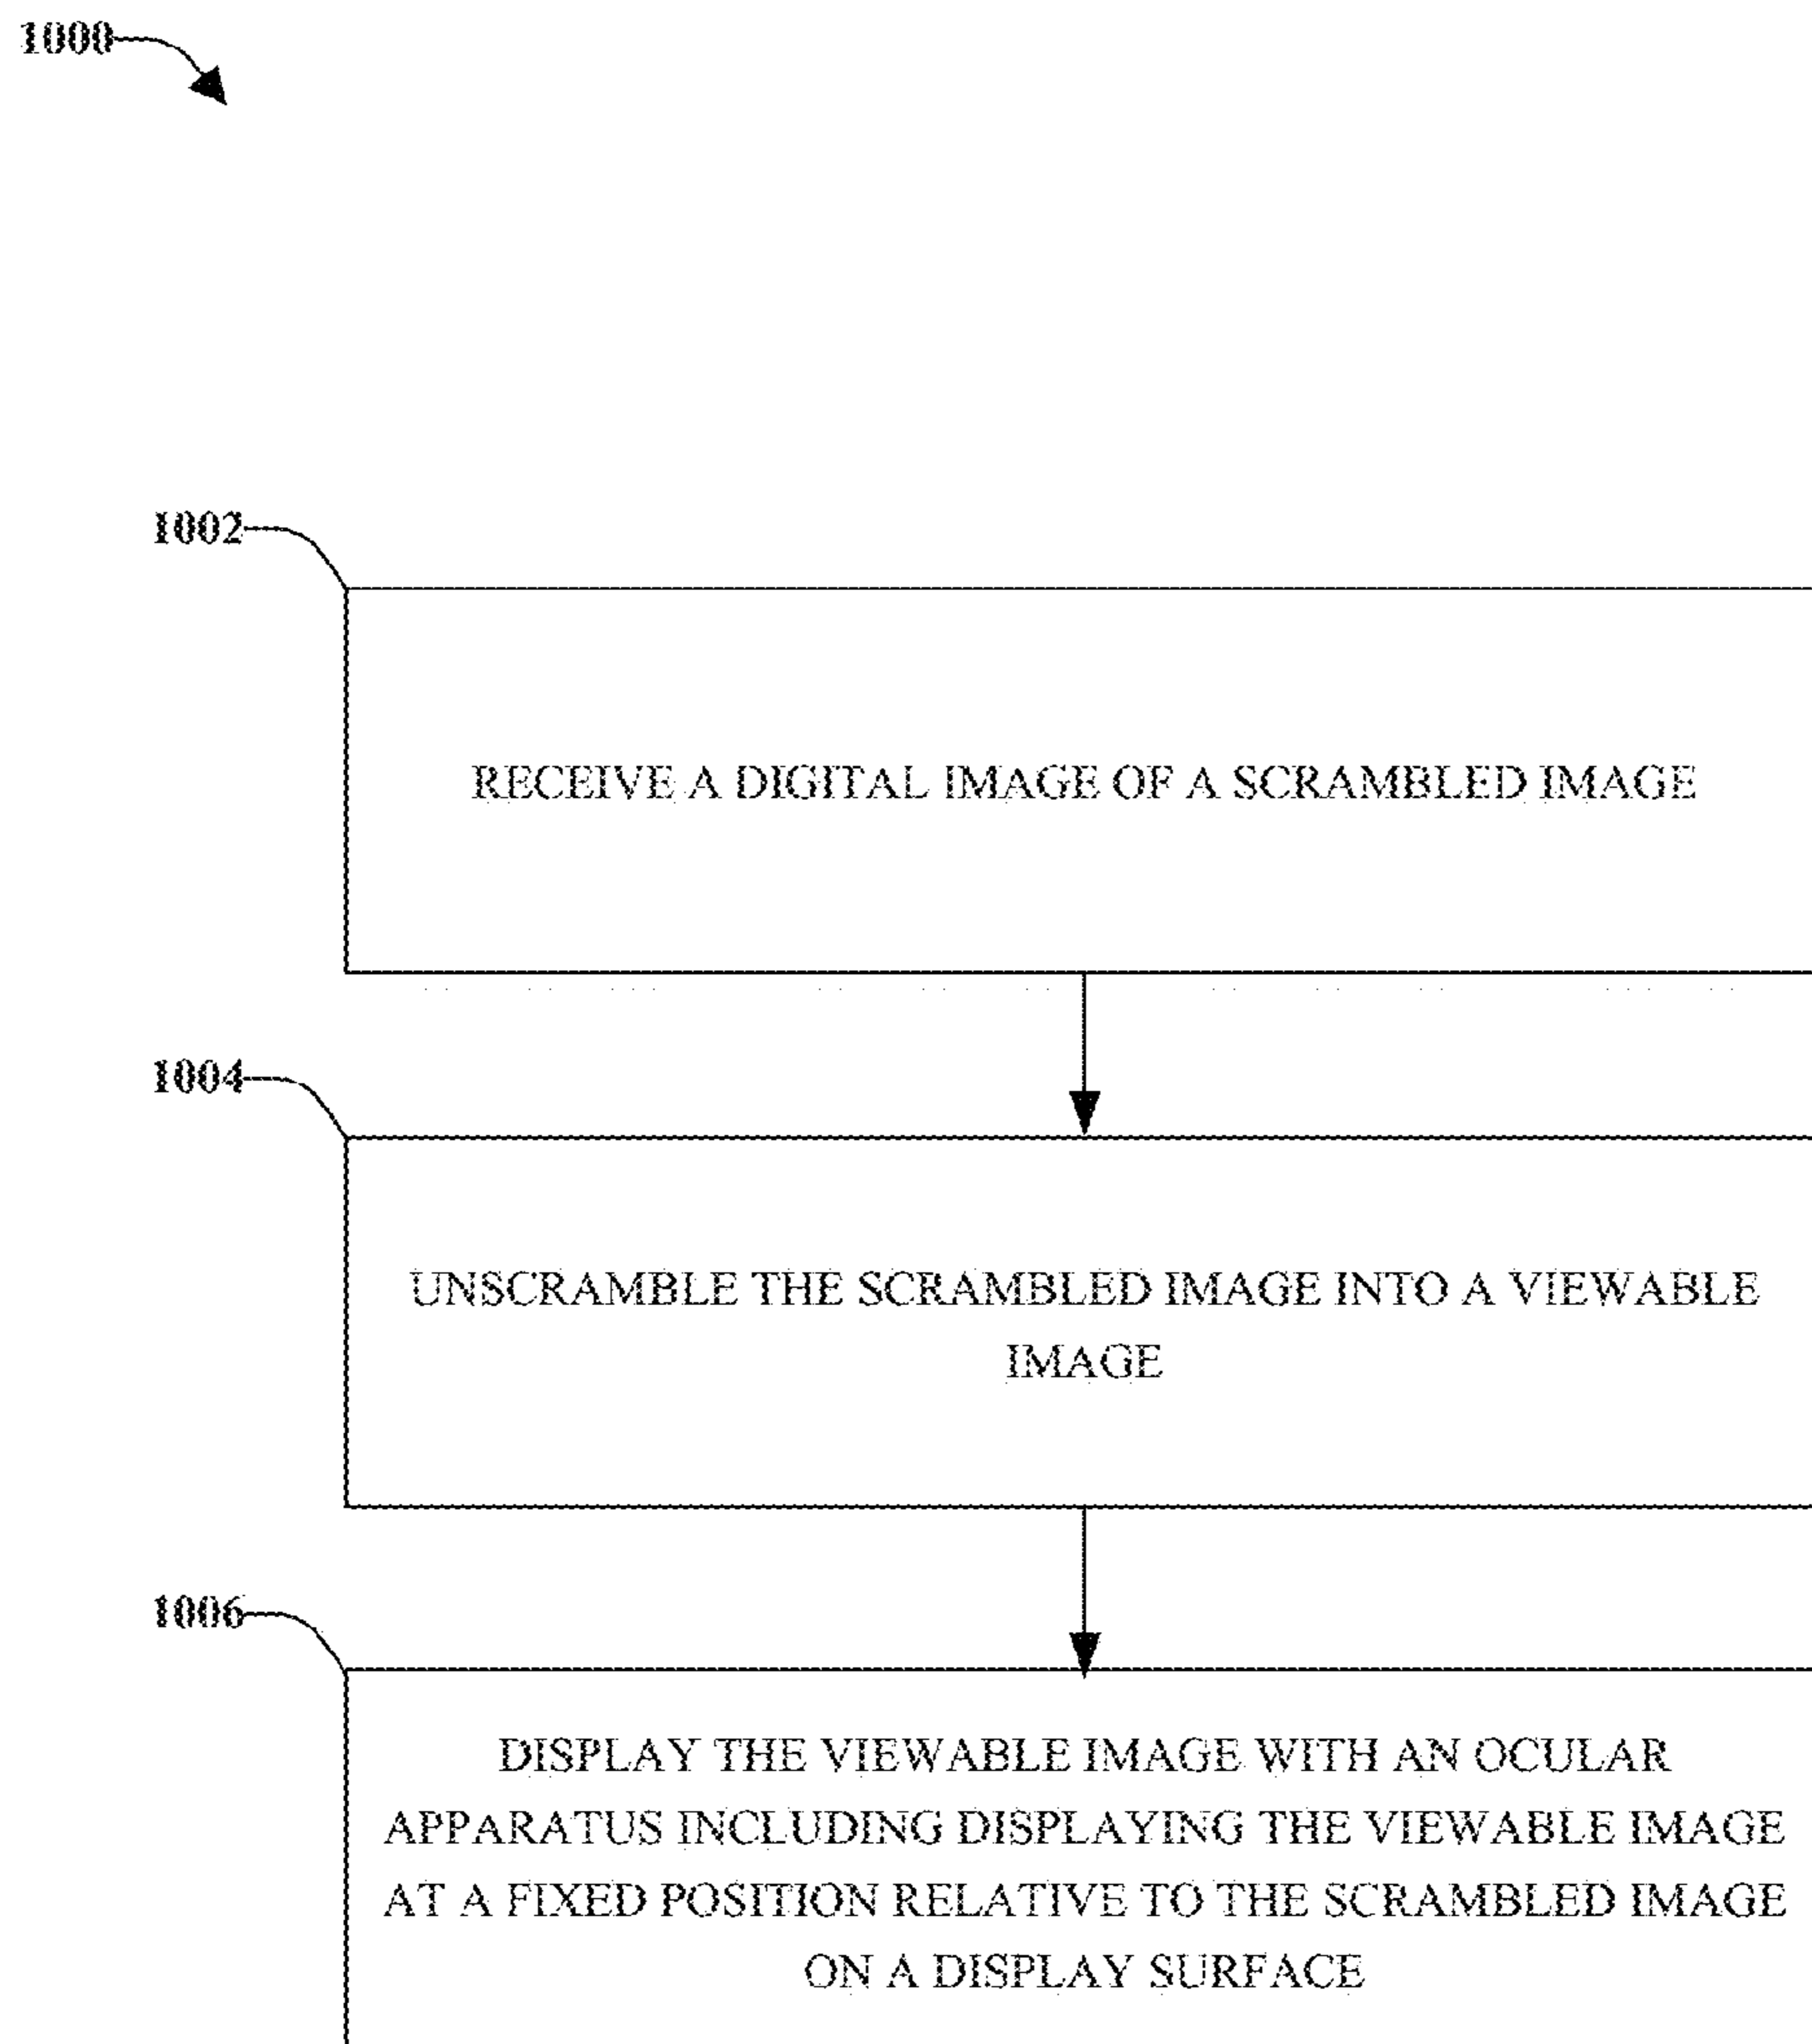 1000
1002
RECEIVE A DIGITAL IMAGE OF A SCRAMBLED IMAGE
1004
UNSCRAMBLE THE SCRAMBLED IMAGE INTO A VIEWABLE
IMAGE
1006
DISPLAY THE VIEWABLE IMAGE WITH AN OCULAR
APPARATUS INCLUDING DISPLAYING THE VIEWABLE IMAGE
AT A FIXED POSITION RELATIVE TO THE SCRAMBLED IMAGE
ON A DISPLAY SURFACE